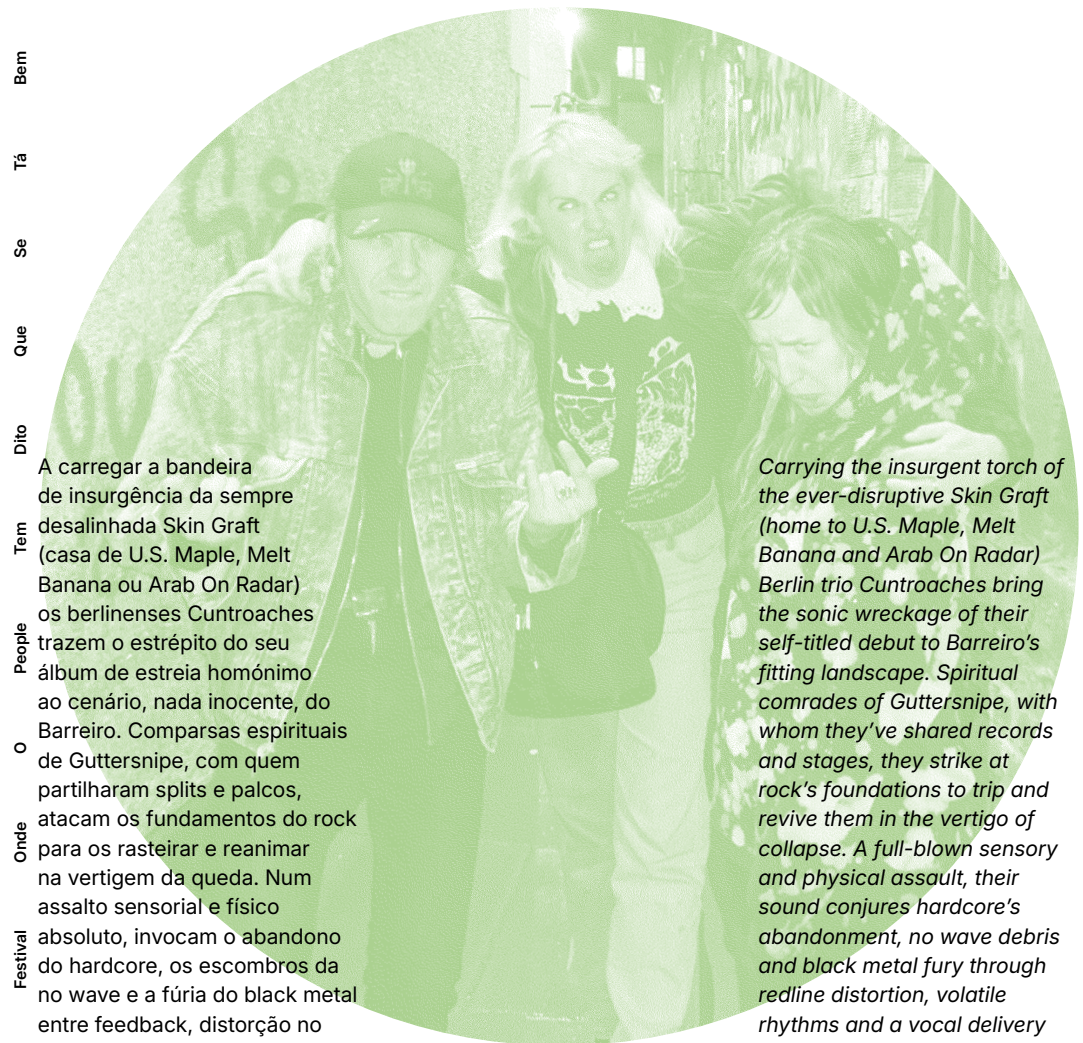 Bem
Tá
Se
Que
Dito
Tem
People
O
Onde
Festival
A carregar a bandeira
de insurgência da sempre
desalinhada Skin Graft
(casa de U.S. Maple, Melt
Banana ou Arab On Radar)
os berlinenses Cuntroaches
trazem o estrépito do seu
álbum de estreia homónimo
ao cenário, nada inocente, do
Barreiro. Comparsas espirituais
de Guttersnipe, com quem
partilharam splits e palcos,
atacam os fundamentos do rock
para os rasteirar e reanimar
na vertigem da queda. Num
assalto sensorial e físico
absoluto, invocam o abandono
do hardcore, os escombros da
no wave e a fúria do black metal
entre feedback, distorção no
Carrying the insurgent torch of
the ever-disruptive Skin Graft
(home to U.S. Maple, Melt
Banana and Arab On Radar)
Berlin trio Cuntroaches bring
the sonic wreckage of their
self-titled debut to Barreiro’s
fitting landscape. Spiritual
comrades of Guttersnipe, with
whom they’ve shared records
and stages, they strike at
rock’s foundations to trip and
revive them in the vertigo of
collapse. A full-blown sensory
and physical assault, their
sound conjures hardcore’s
abandonment, no wave debris
and black metal fury through
redline distortion, volatile
rhythms and a vocal delivery